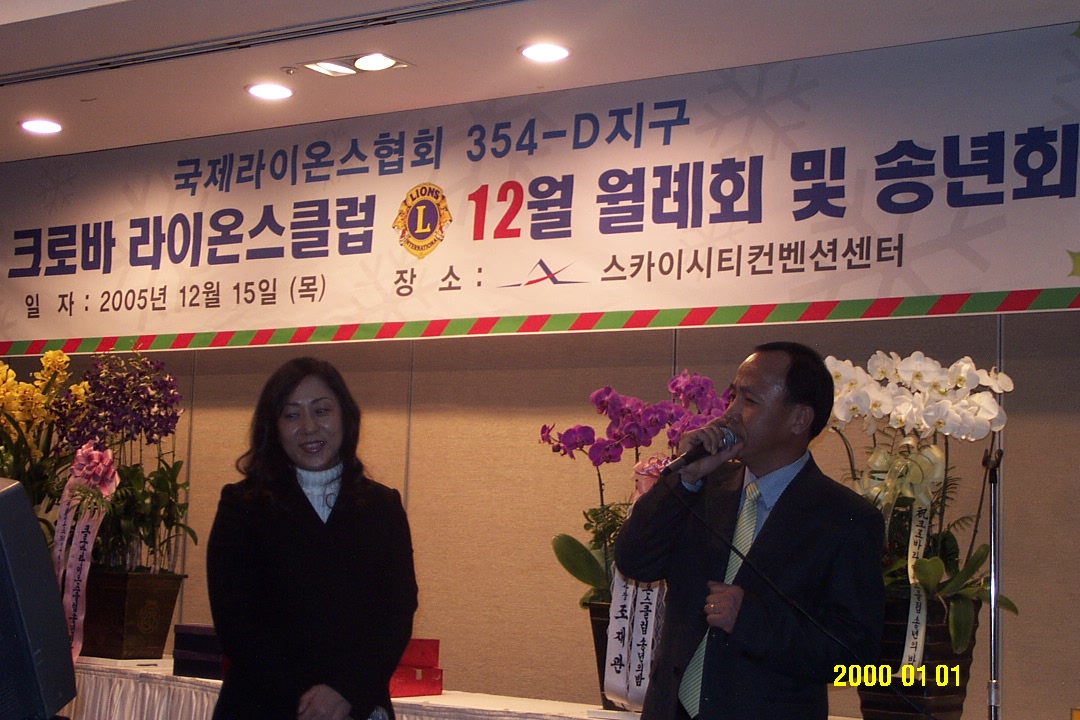 국제라이온스협회 354-D지구
크로바 라이온스클럽 LIONS L INTERNATIONAL 12월 월례회 및 송년회
일 자 : 2005년 12월 15일 (목)
장 소 : 스카이시티컨벤션센터
조재관
2000 01 01